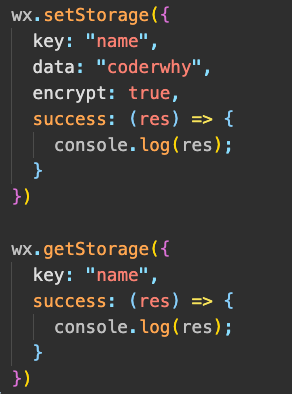 wx.setStorage({
  key: "name",
  data: "coderwhy",
  encrypt: true,
  success: (res) => {
    console.log(res);
  }
})

wx.getStorage({
  key: "name",
  success: (res) => {
    console.log(res);
  }
})